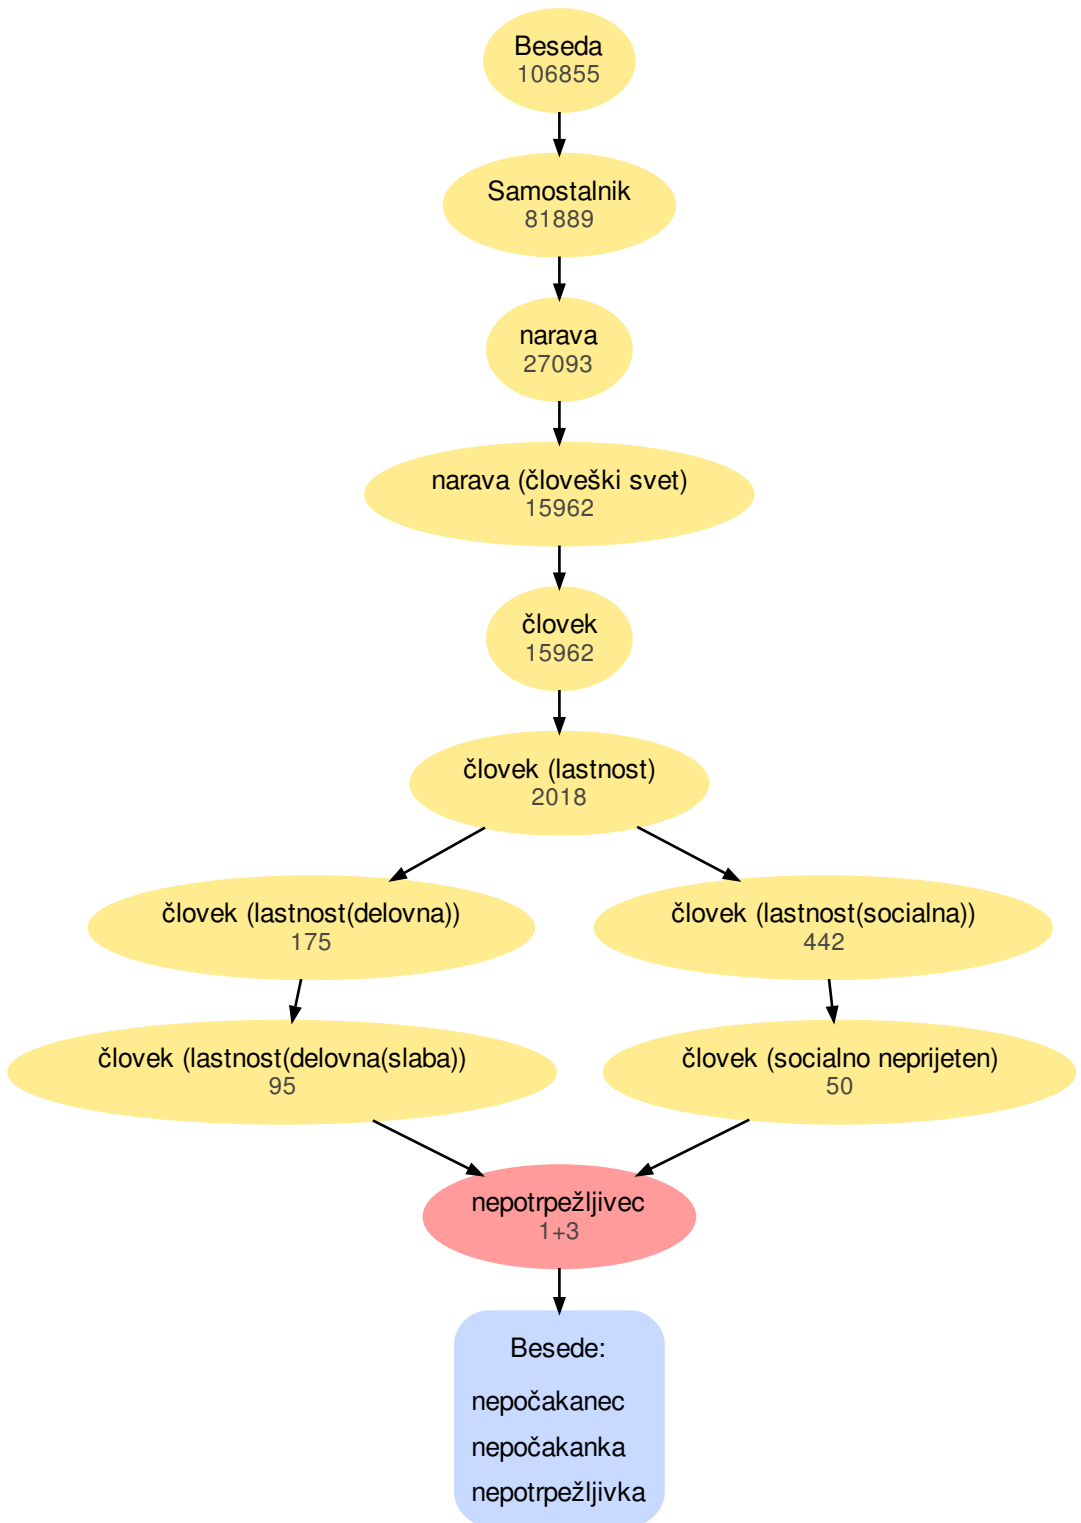 Beseda
106855
Samostalnik
81889
narava
27093
narava (človeški svet)
15962
človek
15962
človek (lastnost)
2018
človek (lastnost(delovna))
175
človek (lastnost(socialna))
442
človek (lastnost(delovna(slaba))
95
človek (socialno neprijeten)
50
nepotrpežljivec
1+3
Besede:
nepočakanec
nepočakanka
nepotrpežljivka